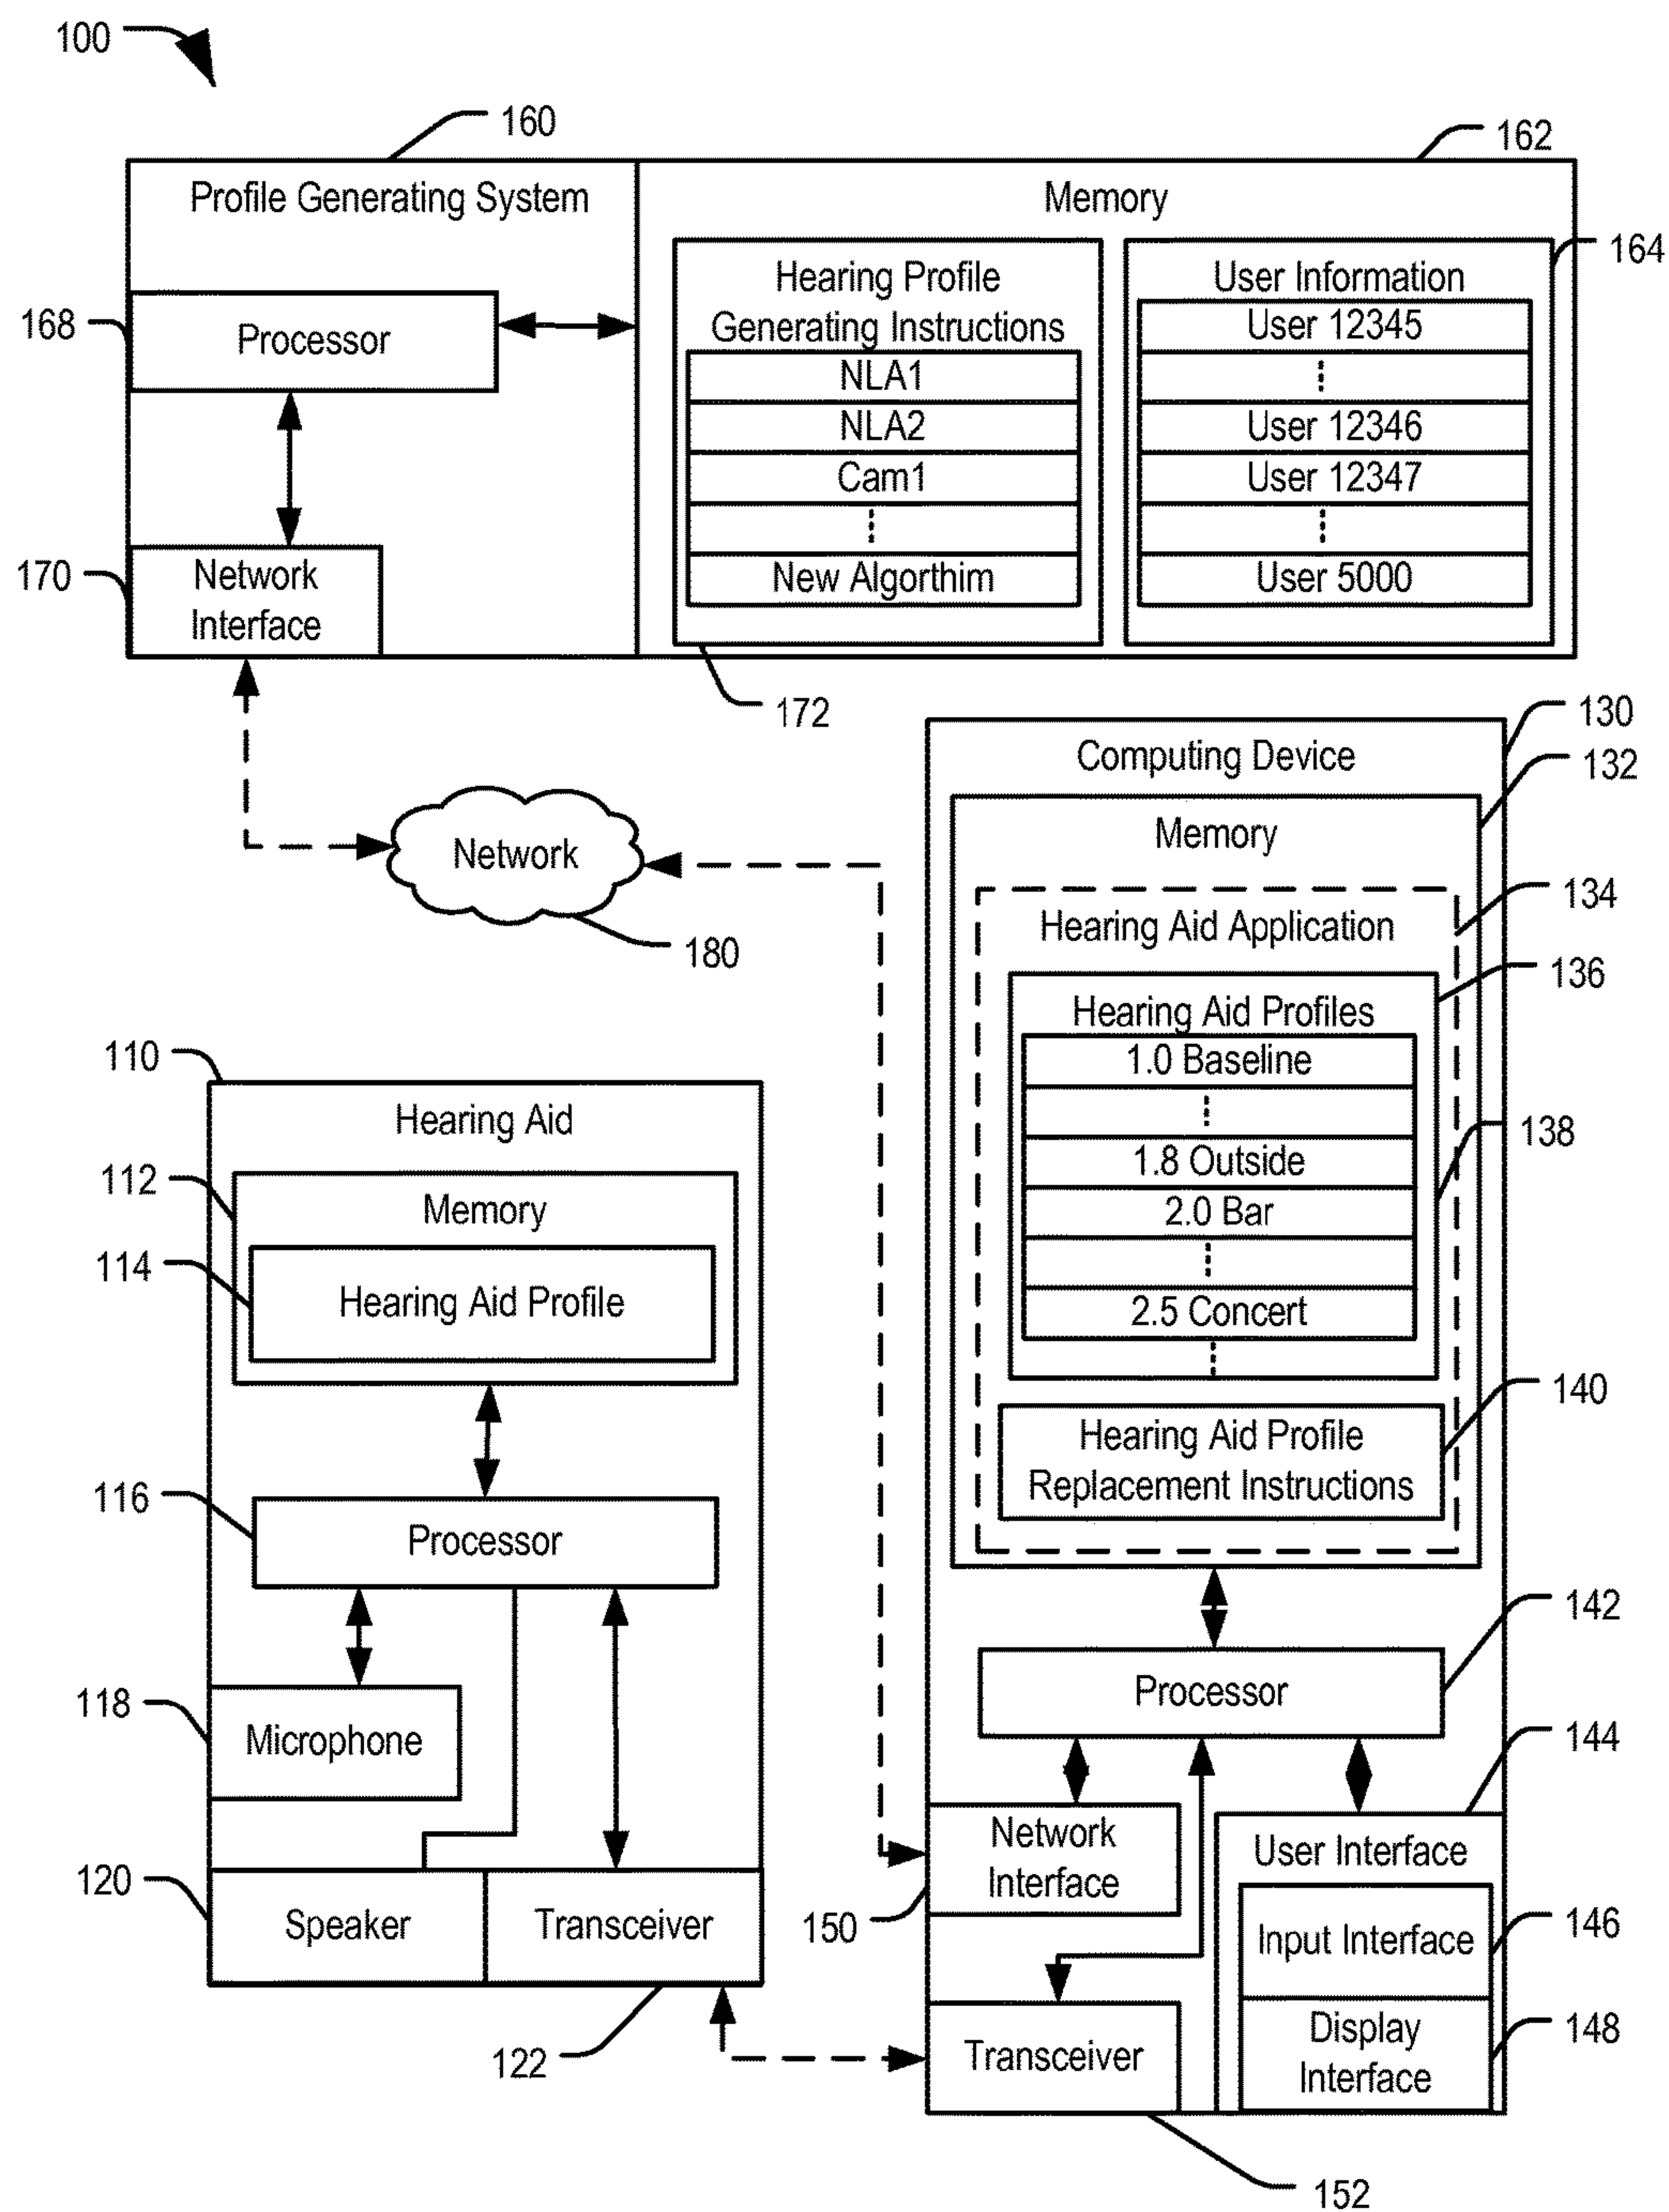 100
160
162
Profile Generating System
Memory
164
Hearing Profile
Generating Instructions
User Information
168
Processor
NLA1
NLA2
Cam1
⋮
New Algorthim
User 12345
⋮
User 12346
User 12347
⋮
User 5000
170
Network
Interface
172
130
Computing Device
132
Memory
Network
180
134
Hearing Aid Application
136
Hearing Aid Profiles
1.0 Baseline
⋮
1.8 Outside
138
2.0 Bar
⋮
2.5 Concert
⋮
140
Hearing Aid Profile
Replacement Instructions
110
Hearing Aid
112
Memory
114
Hearing Aid Profile
116
Processor
118
Microphone
120
Speaker
Transceiver
122
142
Processor
144
Network
Interface
150
User Interface
Input Interface
146
Display
Interface
148
Transceiver
152